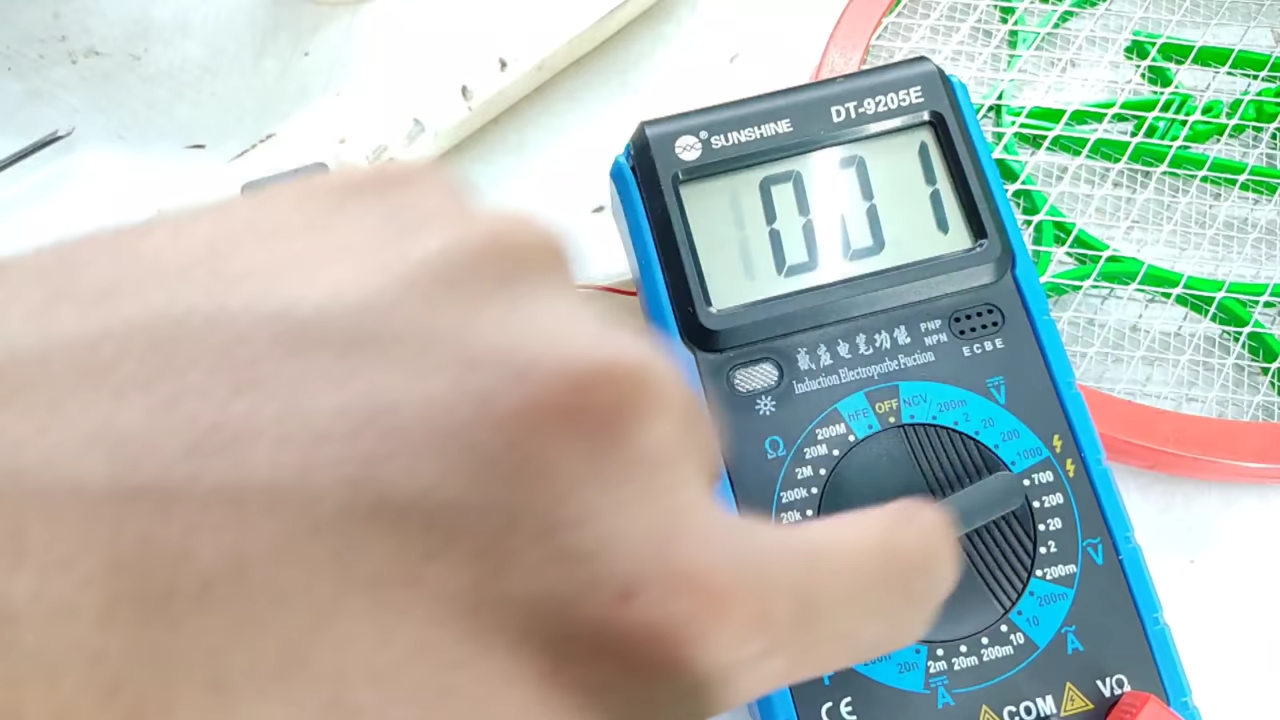 DT-9205E
® SUNSHINE
001
PNP
NPN
E C B E
感应电笔功能
Induction Electroporbe Fuction
hFE
OFF
NCV
200m
2
20
200
1000
V
700
200
20
2
200m
V
200m
10
A
10
200m
20m
2m
A
20n
Ω
200M
20M
2M
200k
20k
CE
COM
VΩ